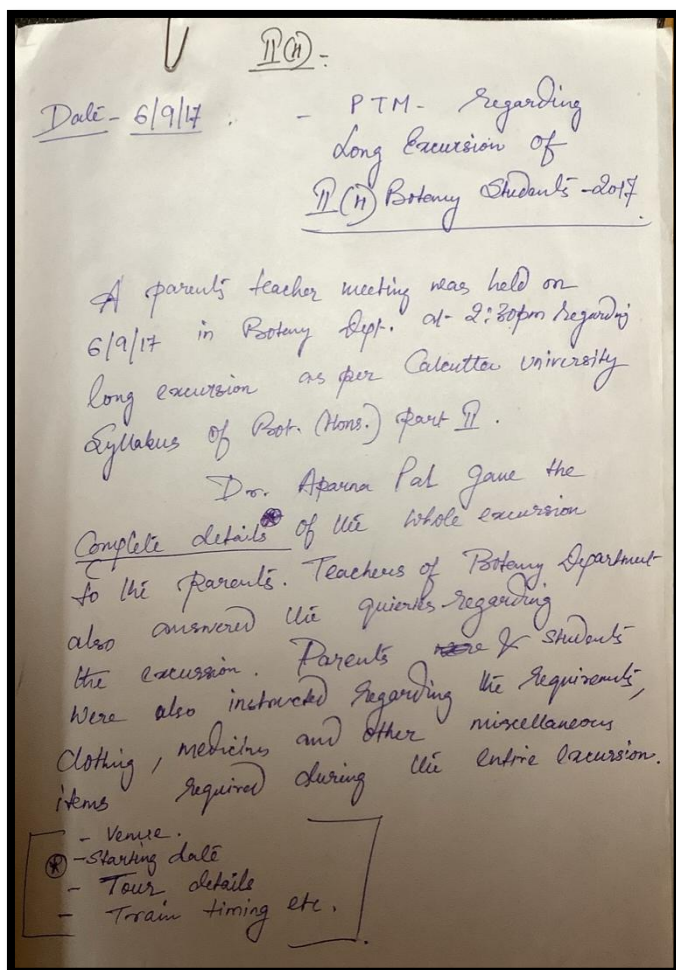 II(H) -
Date - 6/9/17 . - PTM - Regarding
Long Excursion of
II (H) Botany Students - 2017.
A parents teacher meeting was held on
6/9/17 in Botany Dept. at 2:30pm regarding
long excursion as per Calcutta University
Syllabus of Bot. (Hons.) Part II.
Dr. Aparna Pal gave the
Complete details * of the whole excursion
to the Parents. Teachers of Botany Department
also answered the quieries regarding
the excursion. Parents & Students
were also instructed regarding the requirements,
clothing, medicines and other miscellaneous
items required during the entire excursion.
- Venue.
* - Starting date
- Tour details
- Train timing etc.